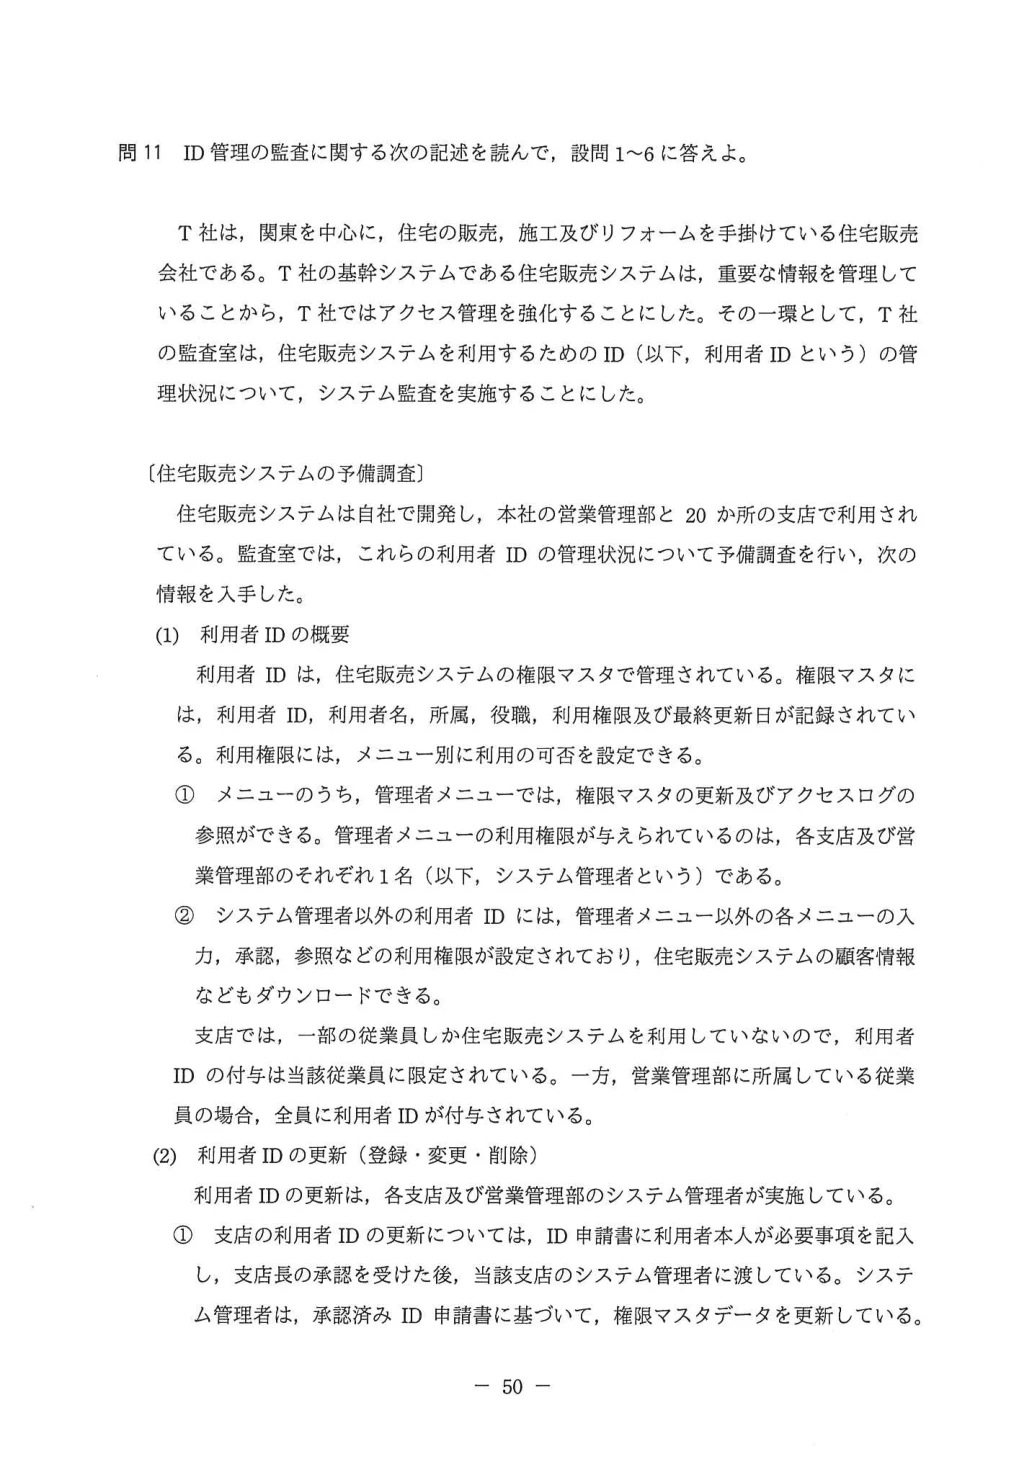 問11 ID管理の監査に関する次の記述を読んで，設問1～6に答えよ。
T社は，関東を中心に，住宅の販売，施工及びリフォームを手掛けている住宅販売
会社である。T社の基幹システムである住宅販売システムは，重要な情報を管理して
いることから，T社ではアクセス管理を強化することにした。その一環として，T社
の監査室は，住宅販売システムを利用するためのID（以下，利用者IDという）の管
理状況について，システム監査を実施することにした。
〔住宅販売システムの予備調査〕
住宅販売システムは自社で開発し，本社の営業管理部と20か所の支店で利用され
ている。監査室では，これらの利用者IDの管理状況について予備調査を行い，次の
情報を入手した。
(1) 利用者IDの概要
利用者IDは，住宅販売システムの権限マスタで管理されている。権限マスタに
は，利用者ID，利用者名，所属，役職，利用権限及び最終更新日が記録されてい
る。利用権限には，メニュー別に利用の可否を設定できる。
① メニューのうち，管理者メニューでは，権限マスタの更新及びアクセスログの
参照ができる。管理者メニューの利用権限が与えられているのは，各支店及び営
業管理部のそれぞれ1名（以下，システム管理者という）である。
② システム管理者以外の利用者IDには，管理者メニュー以外の各メニューの入
力，承認，参照などの利用権限が設定されており，住宅販売システムの顧客情報
などもダウンロードできる。
支店では，一部の従業員しか住宅販売システムを利用していないので，利用者
IDの付与は当該従業員に限定されている。一方，営業管理部に所属している従業
員の場合，全員に利用者IDが付与されている。
(2) 利用者IDの更新（登録・変更・削除）
利用者IDの更新は，各支店及び営業管理部のシステム管理者が実施している。
① 支店の利用者IDの更新については，ID申請書に利用者本人が必要事項を記入
し，支店長の承認を受けた後，当該支店のシステム管理者に渡している。システ
ム管理者は，承認済みID申請書に基づいて，権限マスタデータを更新している。
－ 50 －